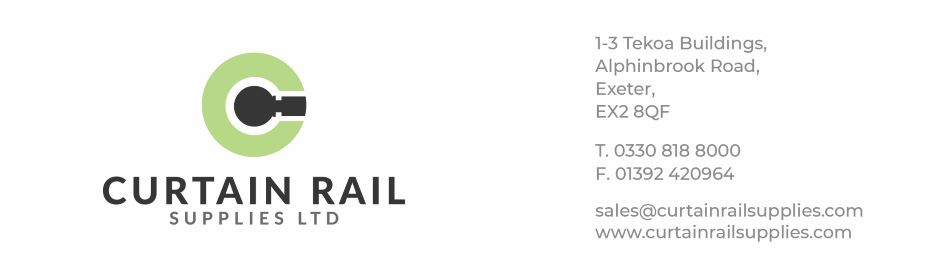 CURTAIN RAIL
SUPPLIES LTD
1-3 Tekoa Buildings,
Alphinbrook Road,
Exeter,
EX2 8QF
T. 0330 818 8000
F. 01392 420964
sales@curtainrailsupplies.com
www.curtainrailsupplies.com